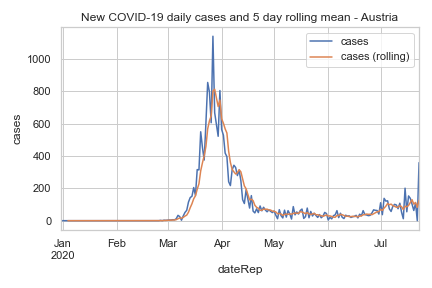 New COVID-19 daily cases and 5 day rolling mean - Austria
cases
cases (rolling)
cases
1000
800
600
400
200
0
Jan Feb Mar Apr May Jun Jul
2020
dateRep